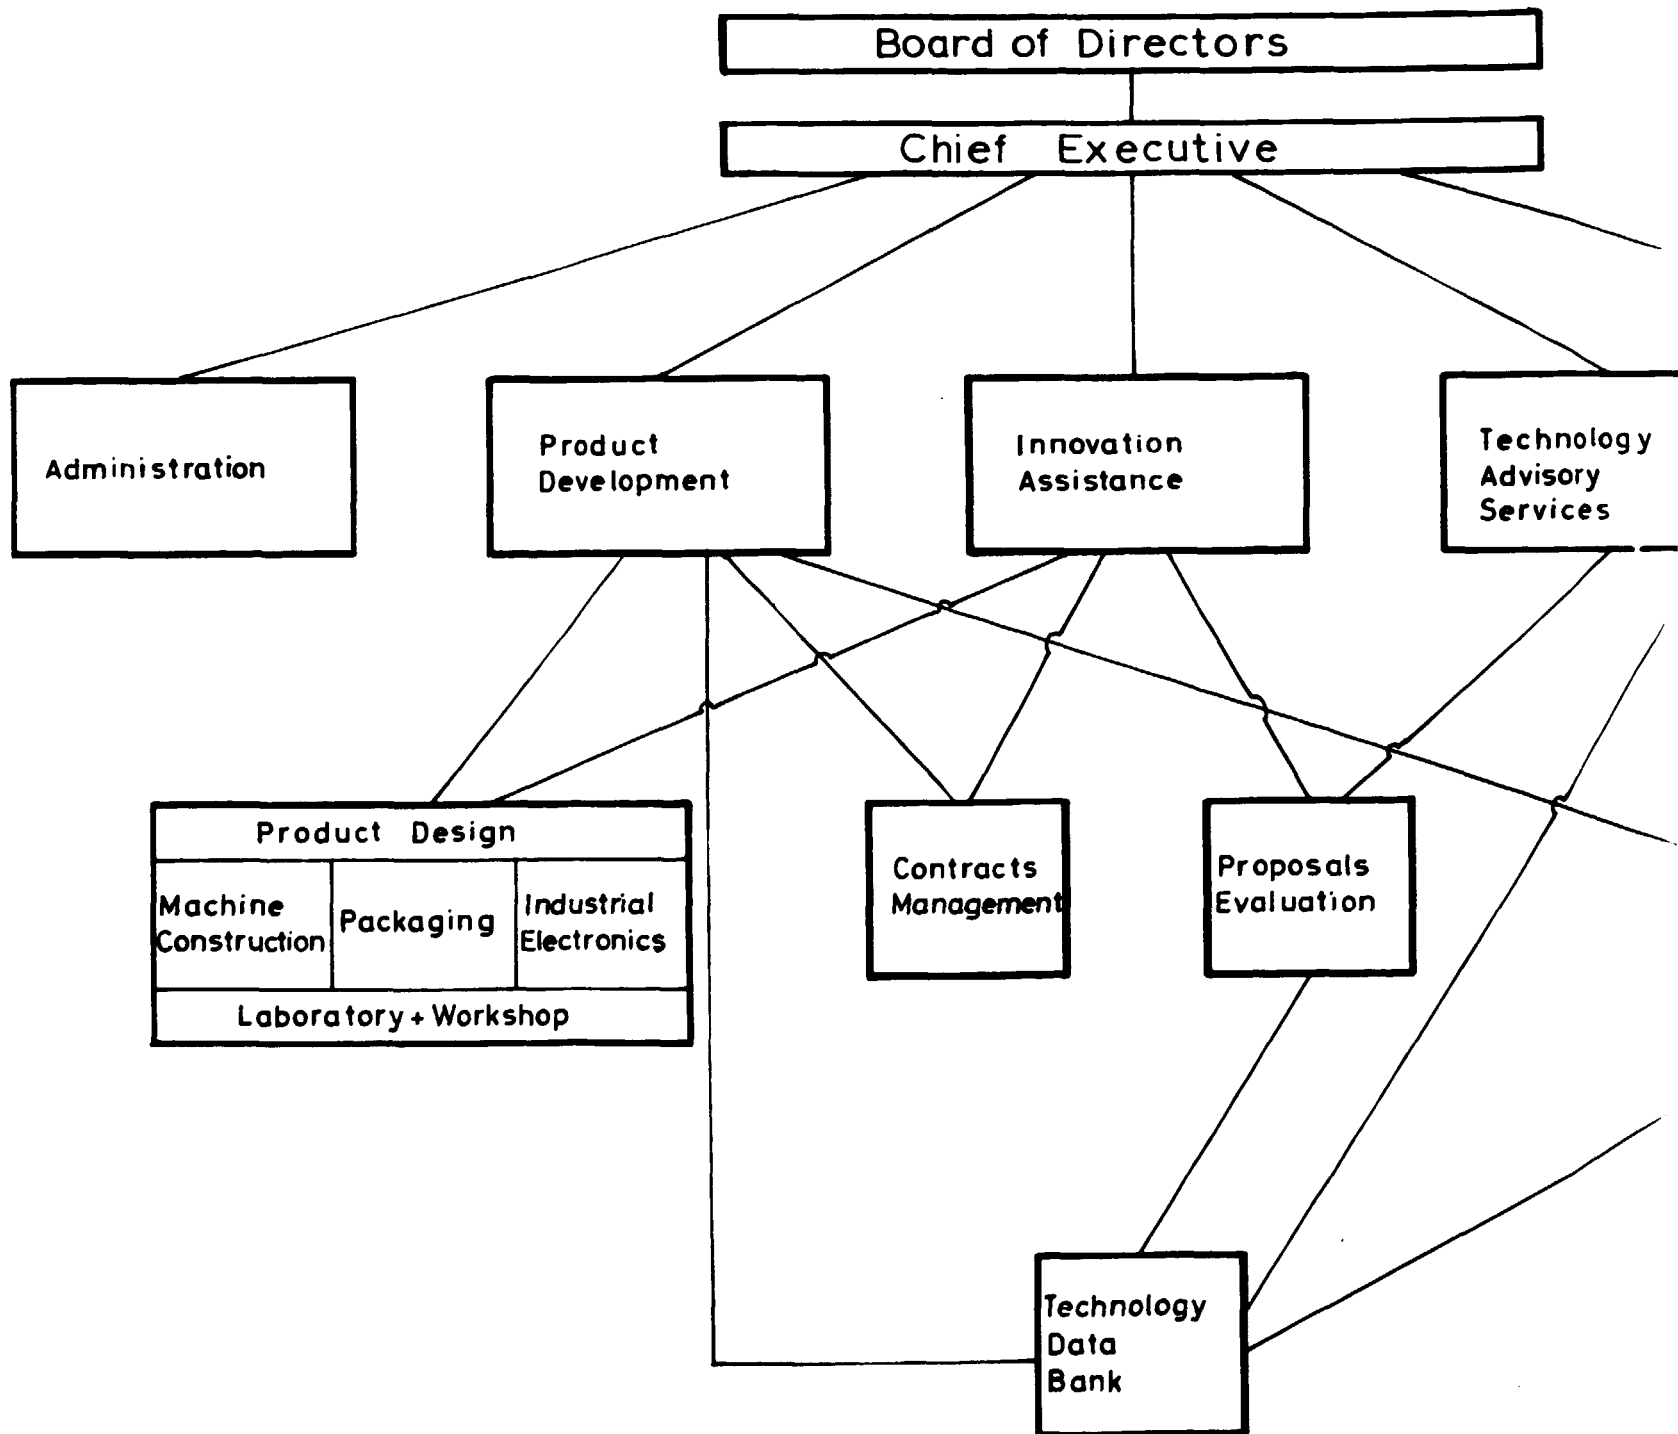 Board of Directors
Chief Executive
Administration
Product
Development
Innovation
Assistance
Technology
Advisory
Services
Product Design
Machine
Construction
Packaging
Industrial
Electronics
Laboratory + Workshop
Contracts
Management
Proposals
Evaluation
Technology
Data
Bank